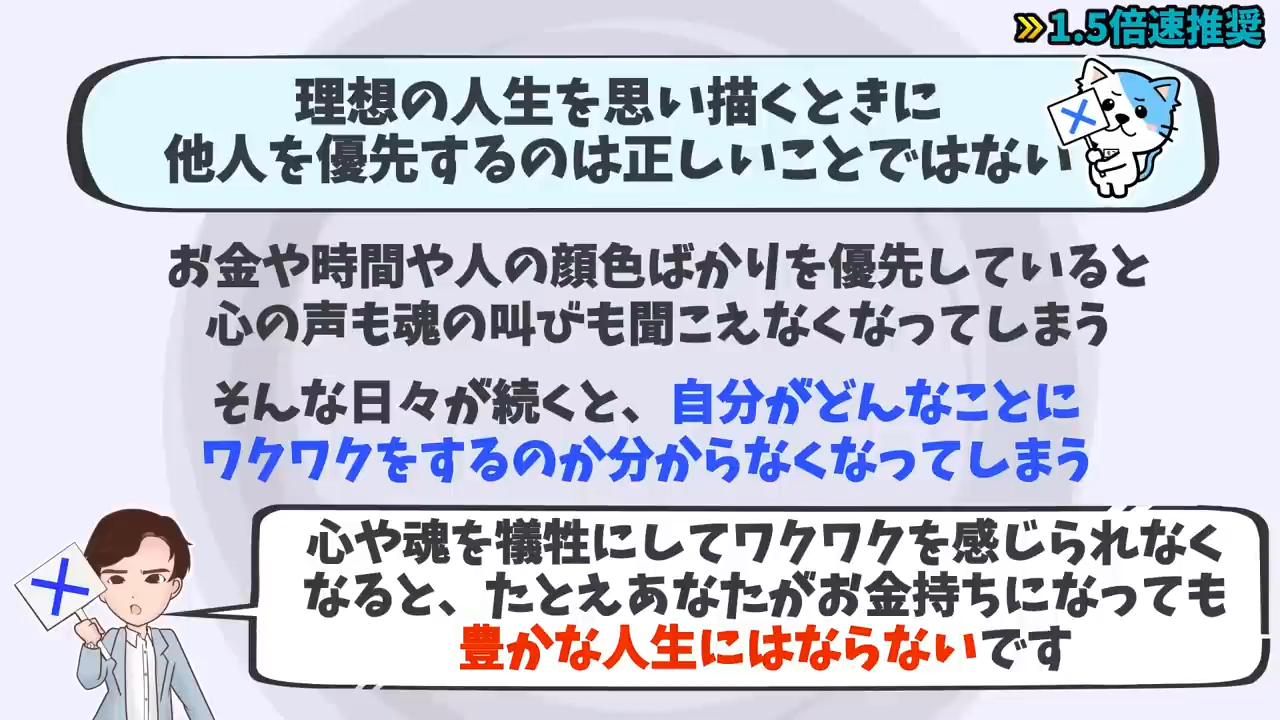 1.5倍速推奨
理想の人生を思い描くときに
他人を優先するのは正しいことではない
お金や時間や人の顔色ばかりを優先していると
心の声も魂の叫びも聞こえなくなってしまう
そんな日々が続くと、自分がどんなことに
ワクワクをするのか分からなくなってしまう
心や魂を犠牲にしてワクワクを感じられなく
なると、たとえあなたがお金持ちになっても
豊かな人生にはならないです